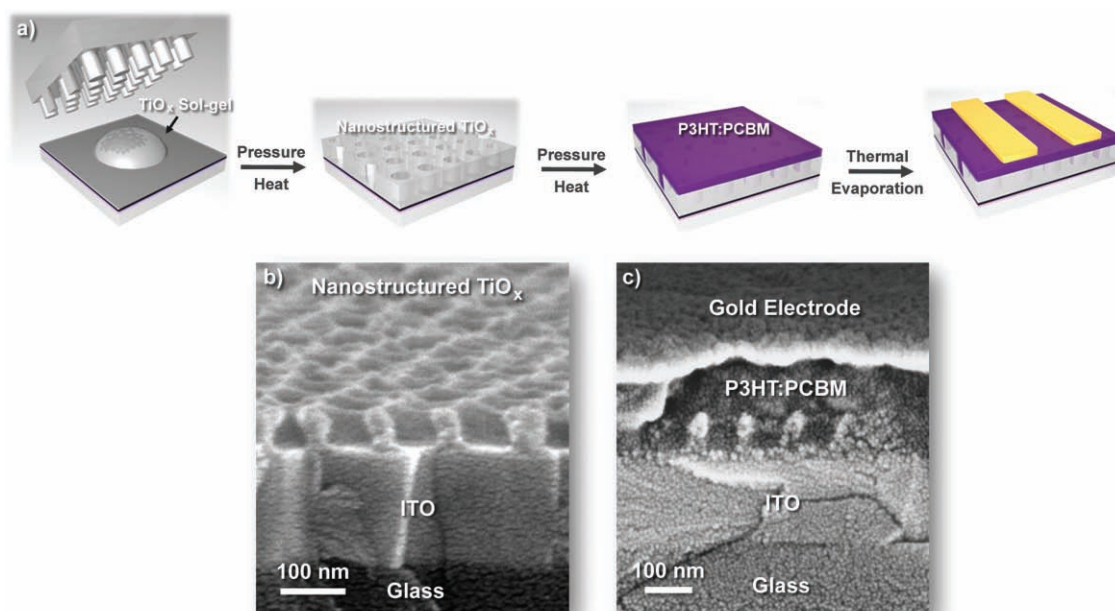 a)
TiOx Sol-gel
Pressure
Heat
Nanostructured TiOx
Pressure
Heat
P3HT:PCBM
Thermal
Evaporation
b)
Nanostructured TiOx
ITO
100 nm
Glass
c)
Gold Electrode
P3HT:PCBM
ITO
100 nm
Glass